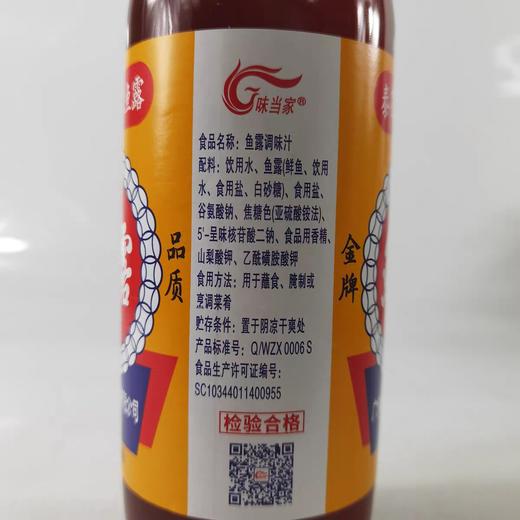 味当家®
食品名称：鱼露调味汁
配料：饮用水、鱼露(鲜鱼、饮用
水、食用盐、白砂糖)、食用盐、
谷氨酸钠、焦糖色(亚硫酸铵法)、
5'-呈味核苷酸二钠、食品用香精、
山梨酸钾、乙酰磺胺酸钾
食用方法：用于蘸食、腌制或
烹调菜肴
贮存条件：置于阴凉干爽处
产品标准号：Q/WZX 0006 S
食品生产许可证编号：
SC10344011400955
检验合格
品质
金牌
露
泰
露
公司